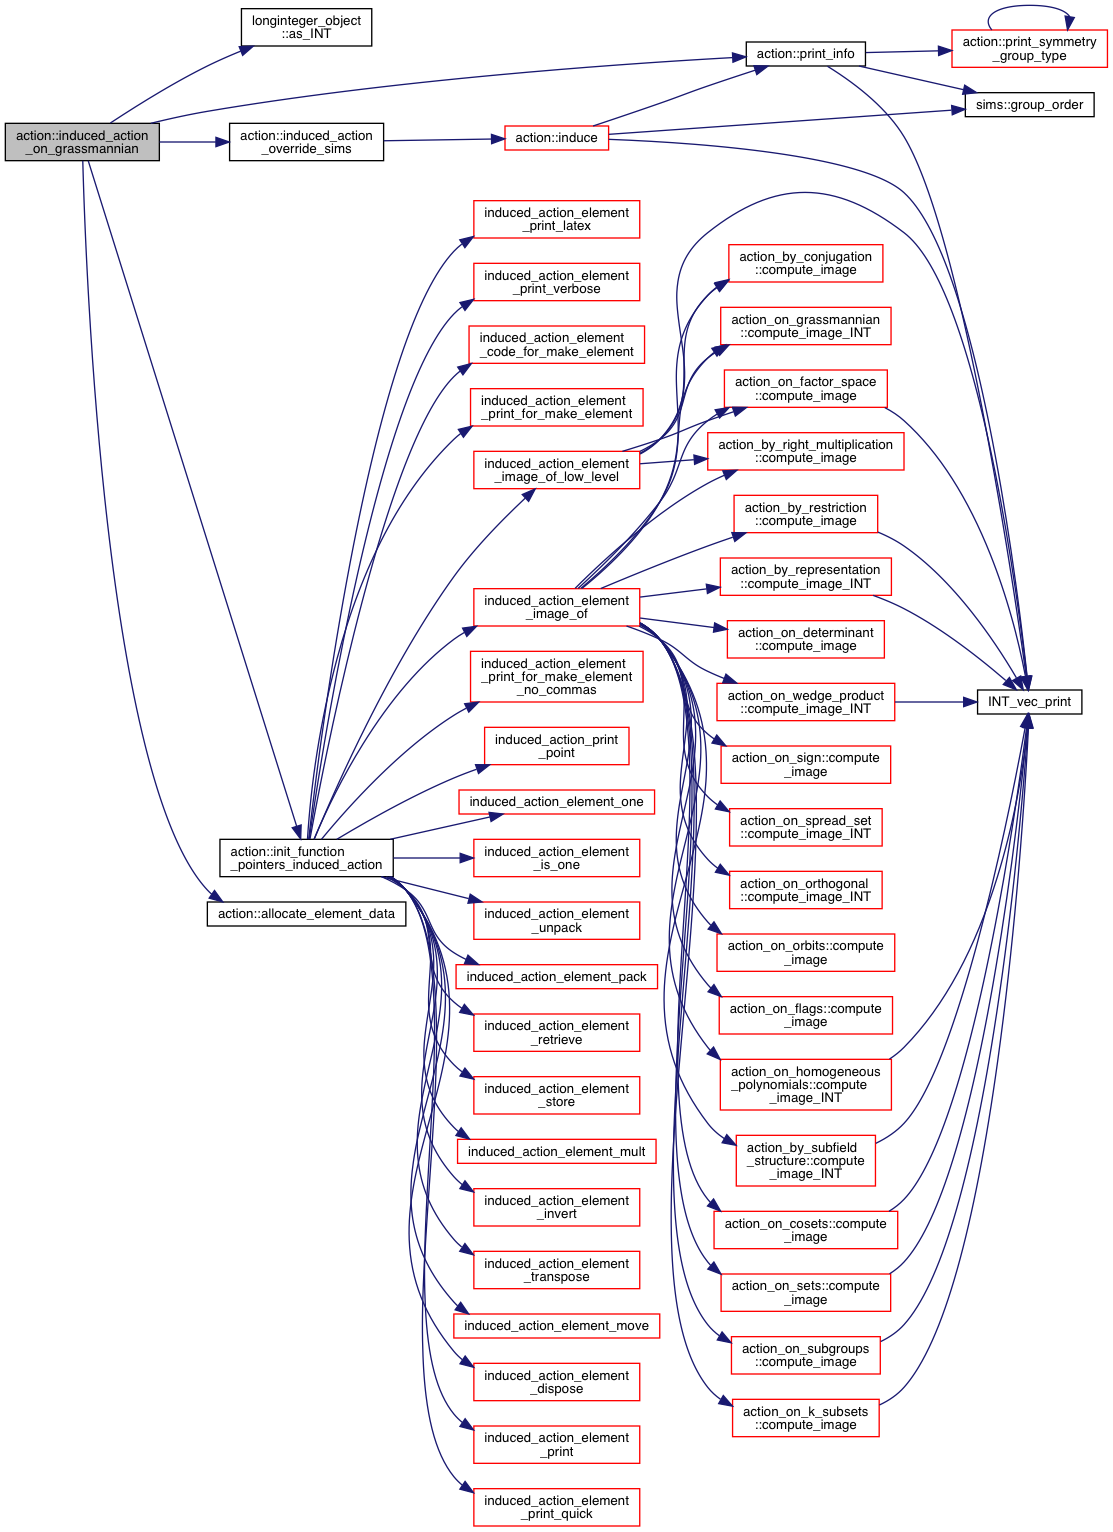 action::induced_action
_on_grassmannian
longinteger_object
::as_INT
action::induced_action
_override_sims
action::init_function
_pointers_induced_action
action::allocate_element_data
action::induce
induced_action_element
_print_latex
induced_action_element
_print_verbose
induced_action_element
_code_for_make_element
induced_action_element
_print_for_make_element
induced_action_element
_image_of_low_level
induced_action_element
_image_of
induced_action_element
_print_for_make_element
_no_commas
induced_action_print
_point
induced_action_element_one
induced_action_element
_is_one
induced_action_element
_unpack
induced_action_element_pack
induced_action_element
_retrieve
induced_action_element
_store
induced_action_element_mult
induced_action_element
_invert
induced_action_element
_transpose
induced_action_element_move
induced_action_element
_dispose
induced_action_element
_print
induced_action_element
_print_quick
action::print_info
action_by_conjugation
::compute_image
action_on_grassmannian
::compute_image_INT
action_on_factor_space
::compute_image
action_by_right_multiplication
::compute_image
action_by_restriction
::compute_image
action_by_representation
::compute_image_INT
action_on_determinant
::compute_image
action_on_wedge_product
::compute_image_INT
action_on_sign::compute
_image
action_on_spread_set
::compute_image_INT
action_on_orthogonal
::compute_image_INT
action_on_orbits::compute
_image
action_on_flags::compute
_image
action_on_homogeneous
_polynomials::compute
_image_INT
action_by_subfield
_structure::compute
_image_INT
action_on_cosets::compute
_image
action_on_sets::compute
_image
action_on_subgroups
::compute_image
action_on_k_subsets
::compute_image
action::print_symmetry
_group_type
sims::group_order
INT_vec_print